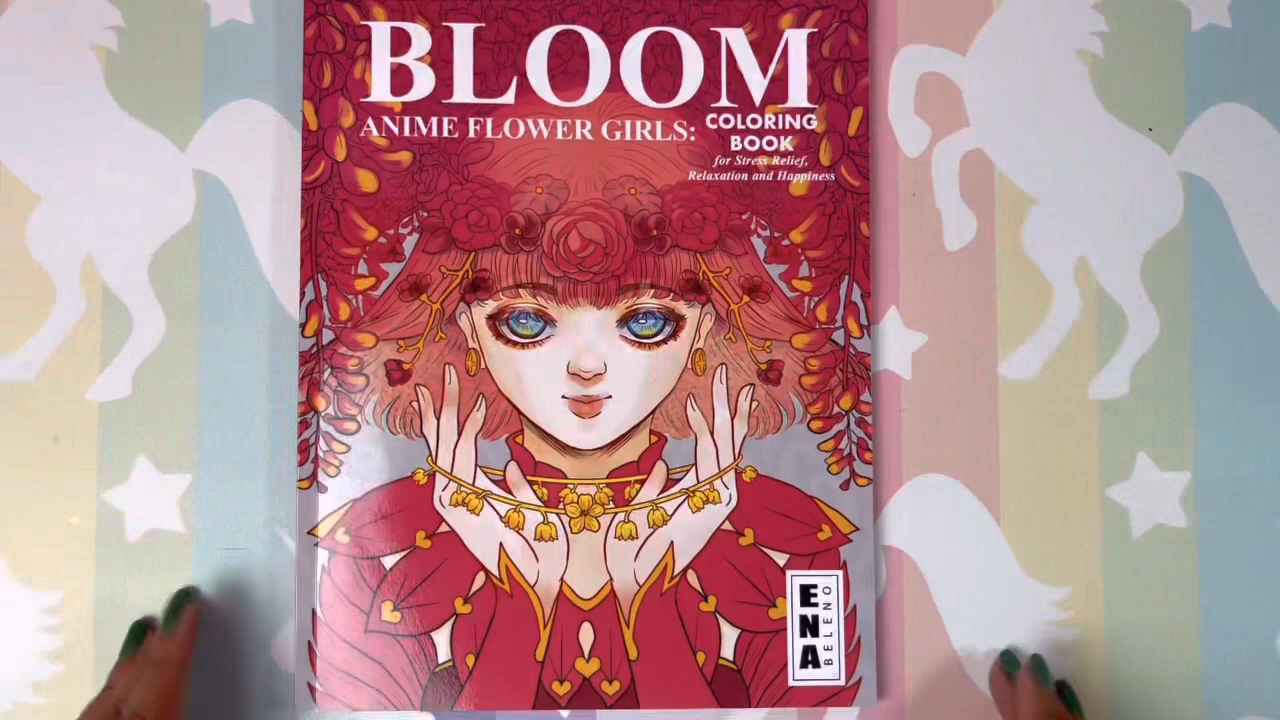 BLOOM
ANIME FLOWER GIRLS:
COLORING
BOOK
for Stress Relief,
Relaxation and Happiness
ENA
BELENO